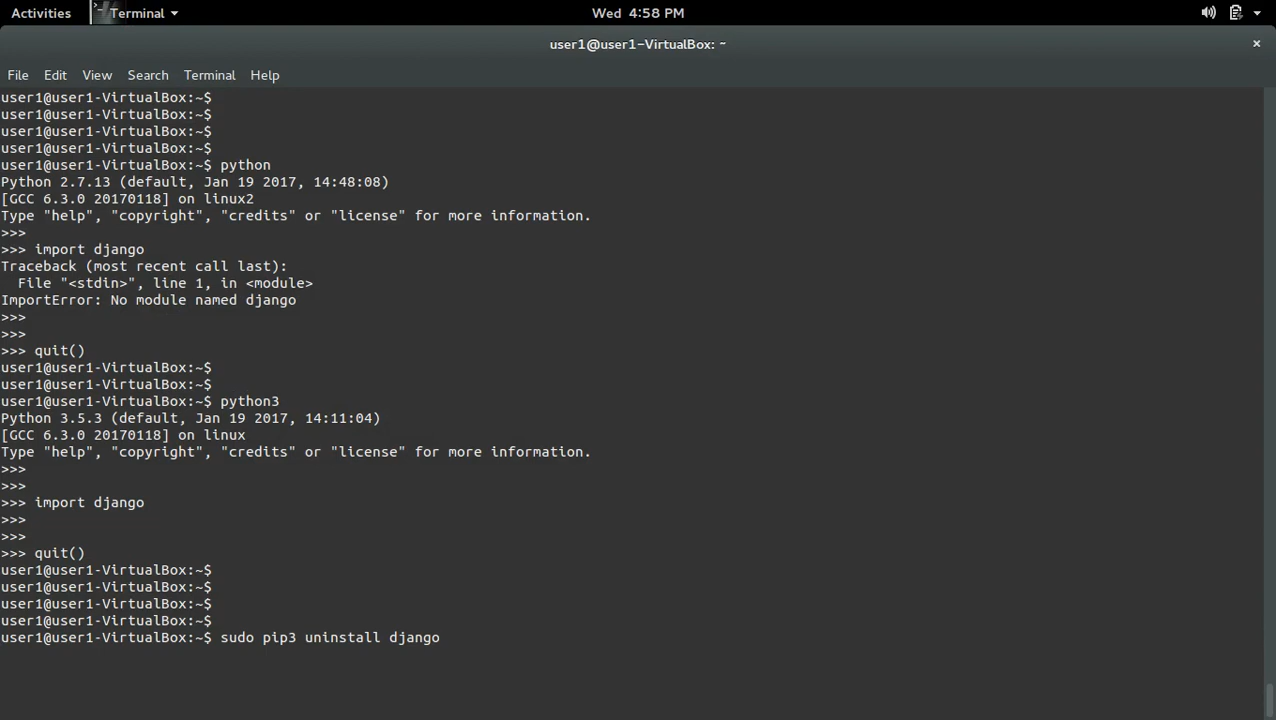 Activities
Terminal
Wed 4:58 PM
user1@user1-VirtualBox: ~
×
File Edit View Search Terminal Help
user1@user1-VirtualBox:~$
user1@user1-VirtualBox:~$
user1@user1-VirtualBox:~$
user1@user1-VirtualBox:~$
user1@user1-VirtualBox:~$ python
Python 2.7.13 (default, Jan 19 2017, 14:48:08)
[GCC 6.3.0 20170118] on linux2
Type "help", "copyright", "credits" or "license" for more information.
>>>
>>> import django
Traceback (most recent call last):
  File "<stdin>", line 1, in <module>
ImportError: No module named django
>>>
>>>
>>> quit()
user1@user1-VirtualBox:~$
user1@user1-VirtualBox:~$
user1@user1-VirtualBox:~$ python3
Python 3.5.3 (default, Jan 19 2017, 14:11:04)
[GCC 6.3.0 20170118] on linux
Type "help", "copyright", "credits" or "license" for more information.
>>>
>>>
>>> import django
>>>
>>>
>>> quit()
user1@user1-VirtualBox:~$
user1@user1-VirtualBox:~$
user1@user1-VirtualBox:~$
user1@user1-VirtualBox:~$
user1@user1-VirtualBox:~$ sudo pip3 uninstall django